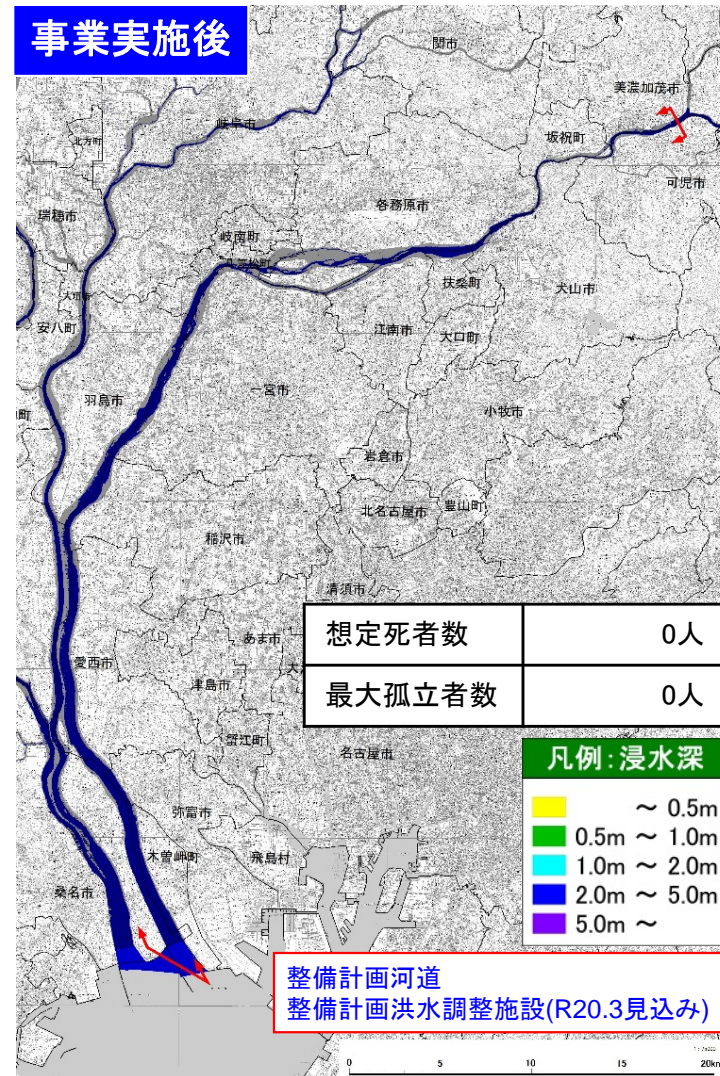 事業実施後
関市
美濃加茂市
岐阜市
坂祝町
北方町
可児市
各務原市
瑞穂市
岐南町
扶桑町
犬山市
安八町
江南市
大口町
羽島市
一宮市
小牧市
岩倉市
北名古屋市
豊山町
稲沢市
清須市
想定死者数 0人
最大孤立者数 0人
あま市
愛西市
津島市
蟹江町
名古屋市
凡例:浸水深
～ 0.5m
0.5m ～ 1.0m
1.0m ～ 2.0m
2.0m ～ 5.0m
5.0m ～
弥富市
木曽岬町
飛島村
桑名市
整備計画河道
整備計画洪水調整施設(R20.3見込み)
0 5 10 15 20km